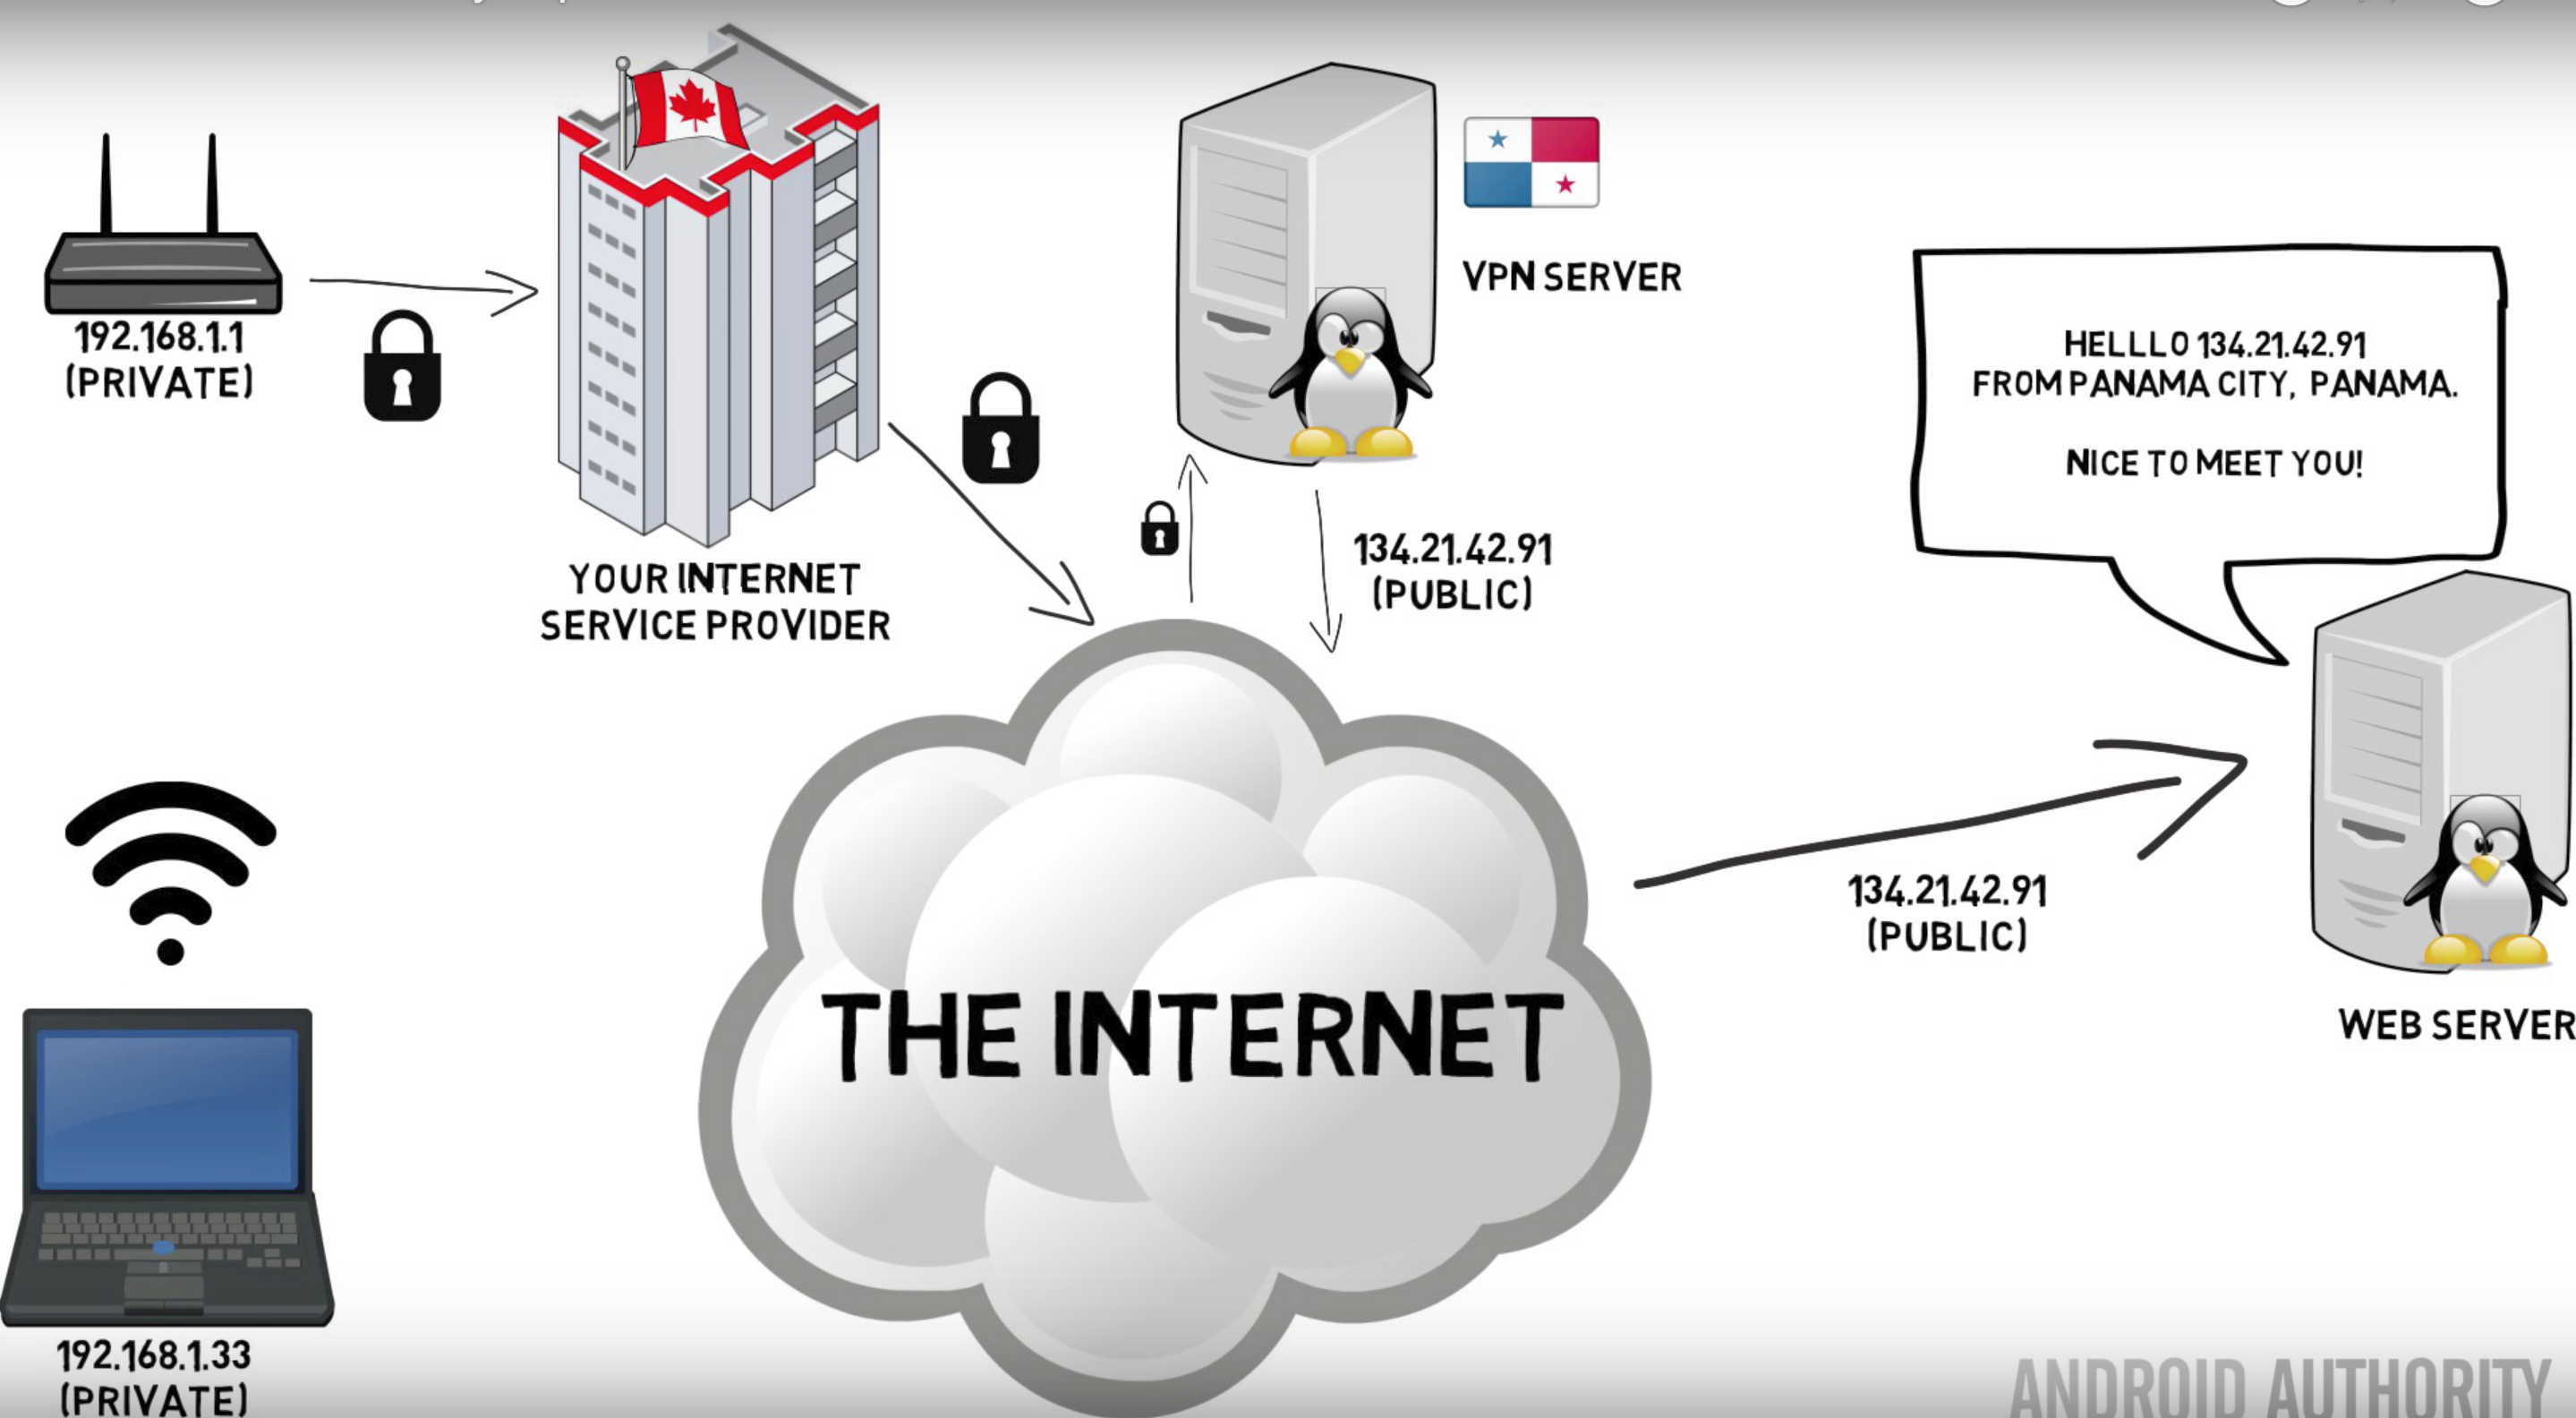 192.168.1.1
(PRIVATE)
YOUR INTERNET
SERVICE PROVIDER
VPN SERVER
134.21.42.91
(PUBLIC)
HELLLO 134.21.42.91
FROM PANAMA CITY, PANAMA.
NICE TO MEET YOU!
134.21.42.91
(PUBLIC)
WEB SERVER
THE INTERNET
192.168.1.33
(PRIVATE)
ANDROID AUTHORITY